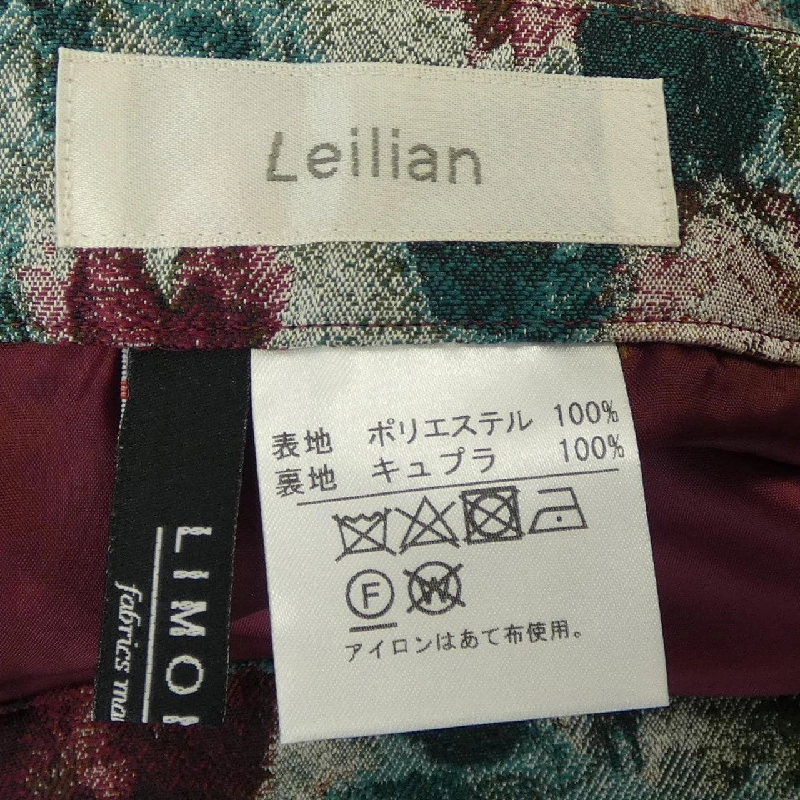 Leilian
表地 ポリエステル 100%
裏地 キュプラ 100%
F W
アイロンはあて布使用。
LIMO
fabrics ma